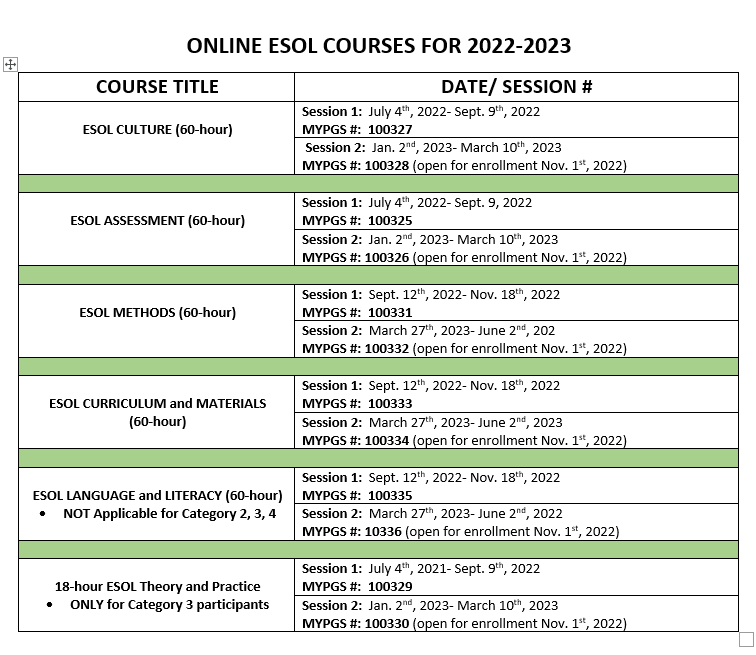 ONLINE ESOL COURSES FOR 2022-2023
COURSE TITLE
DATE/ SESSION #
ESOL CULTURE (60-hour)
Session 1: July 4th, 2022- Sept. 9th, 2022
MYPGS #: 100327
Session 2: Jan. 2nd, 2023- March 10th, 2023
MYPGS #: 100328 (open for enrollment Nov. 1st, 2022)
ESOL ASSESSMENT (60-hour)
Session 1: July 4th, 2022- Sept. 9, 2022
MYPGS #: 100325
Session 2: Jan. 2nd, 2023- March 10th, 2023
MYPGS #: 100326 (open for enrollment Nov. 1st, 2022)
ESOL METHODS (60-hour)
Session 1: Sept. 12th, 2022- Nov. 18th, 2022
MYPGS #: 100331
Session 2: March 27th, 2023- June 2nd, 202
MYPGS #: 100332 (open for enrollment Nov. 1st, 2022)
ESOL CURRICULUM and MATERIALS
(60-hour)
Session 1: Sept. 12th, 2022- Nov. 18th, 2022
MYPGS #: 100333
Session 2: March 27th, 2023- June 2nd, 2023
MYPGS #: 100334 (open for enrollment Nov. 1st, 2022)
ESOL LANGUAGE and LITERACY (60-hour)
• NOT Applicable for Category 2, 3, 4
Session 1: Sept. 12th, 2022- Nov. 18th, 2022
MYPGS #: 100335
Session 2: March 27th, 2023- June 2nd, 2022
MYPGS #: 10336 (open for enrollment Nov. 1st, 2022)
18-hour ESOL Theory and Practice
• ONLY for Category 3 participants
Session 1: July 4th, 2021- Sept. 9th, 2022
MYPGS #: 100329
Session 2: Jan. 2nd, 2023- March 10th, 2023
MYPGS #: 100330 (open for enrollment Nov. 1st, 2022)